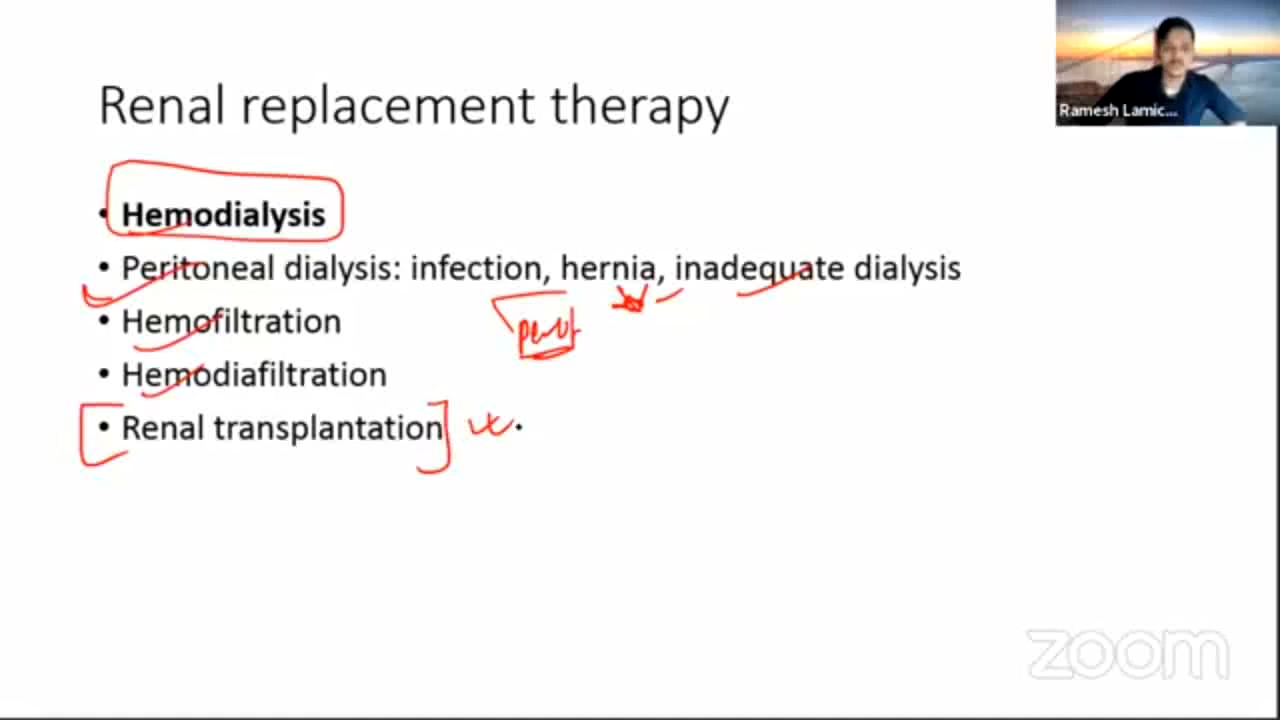 Renal replacement therapy
Ramesh Lamic...
• Hemodialysis
• Peritoneal dialysis: infection, hernia, inadequate dialysis
• Hemofiltration
• Hemodiafiltration
• Renal transplantation
zoom